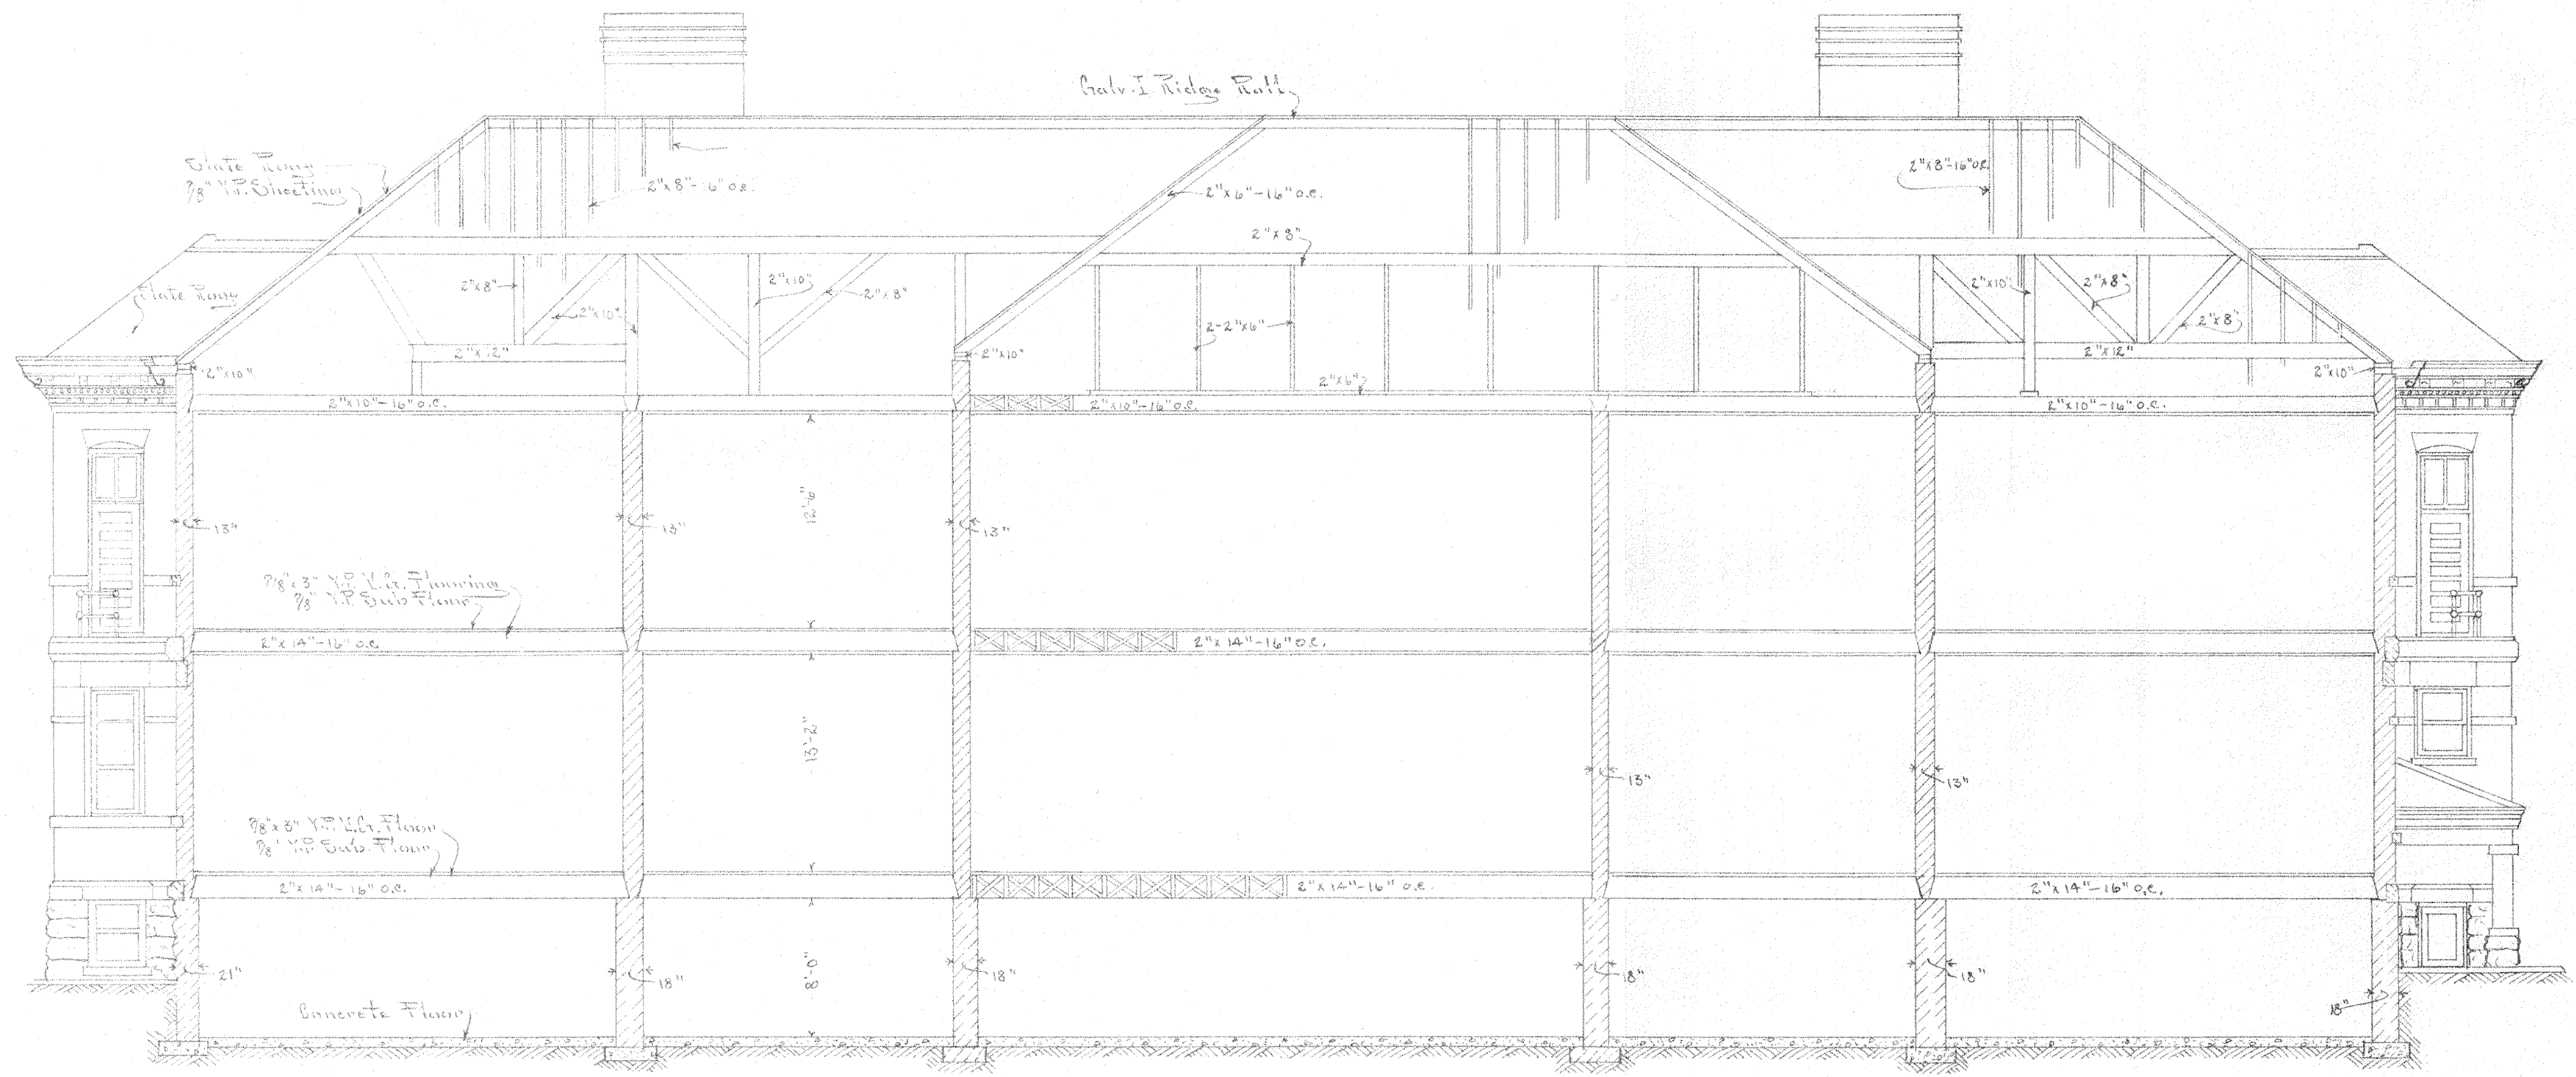 Galv. I. Ridge Roll
Slate Roof
7/8" Y.P. Sheeting
2"x8"-16"o.c.
2"x6"-16"o.c.
2"x8"-16"o.c.
2"x8"
Slate Roof
2"x8"
2"x10"
2"x10"
2"x8"
2-2"x6"
2"x10"
2"x8"
2"x8"
2"x12"
2"x10"
2"x12"
2"x10"
2"x10"
2"x6"
2"x10"-16"o.c.
2"x10"-16"o.c.
2"x10"-16"o.c.
12'-6"
13"
13"
13"
7/8"x3" Y.P. V.G. Flooring
7/8" Y.P. Sub Floor
2"x14"-16"o.c.
2"x14"-16"o.c.
13'-2"
13"
13"
7/8"x3" Y.P. V.G. Floor
7/8" Y.P. Sub. Floor
2"x14"-16"o.c.
2"x14"-16"o.c.
2"x14"-16"o.c.
8'-0"
21"
18"
18"
18"
18"
18"
Concrete Floor